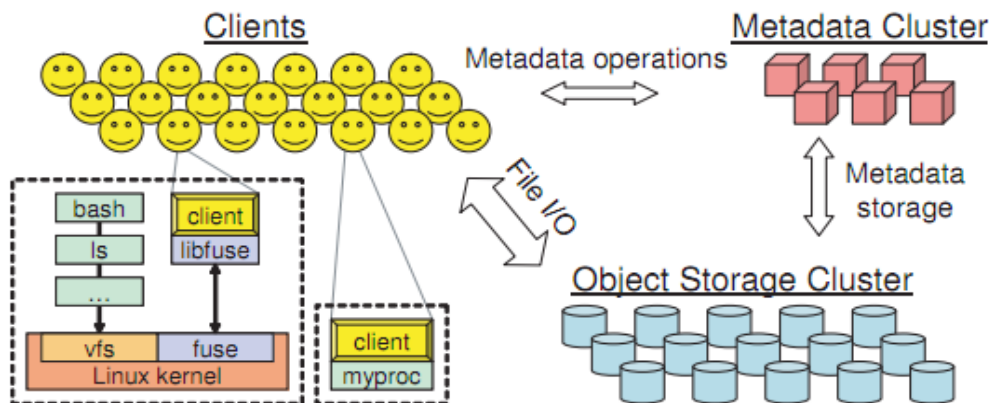 Clients
Metadata Cluster
Metadata operations
File I/O
Metadata
storage
bash
client
ls
libfuse
...
Object Storage Cluster
vfs
fuse
client
Linux kernel
myproc